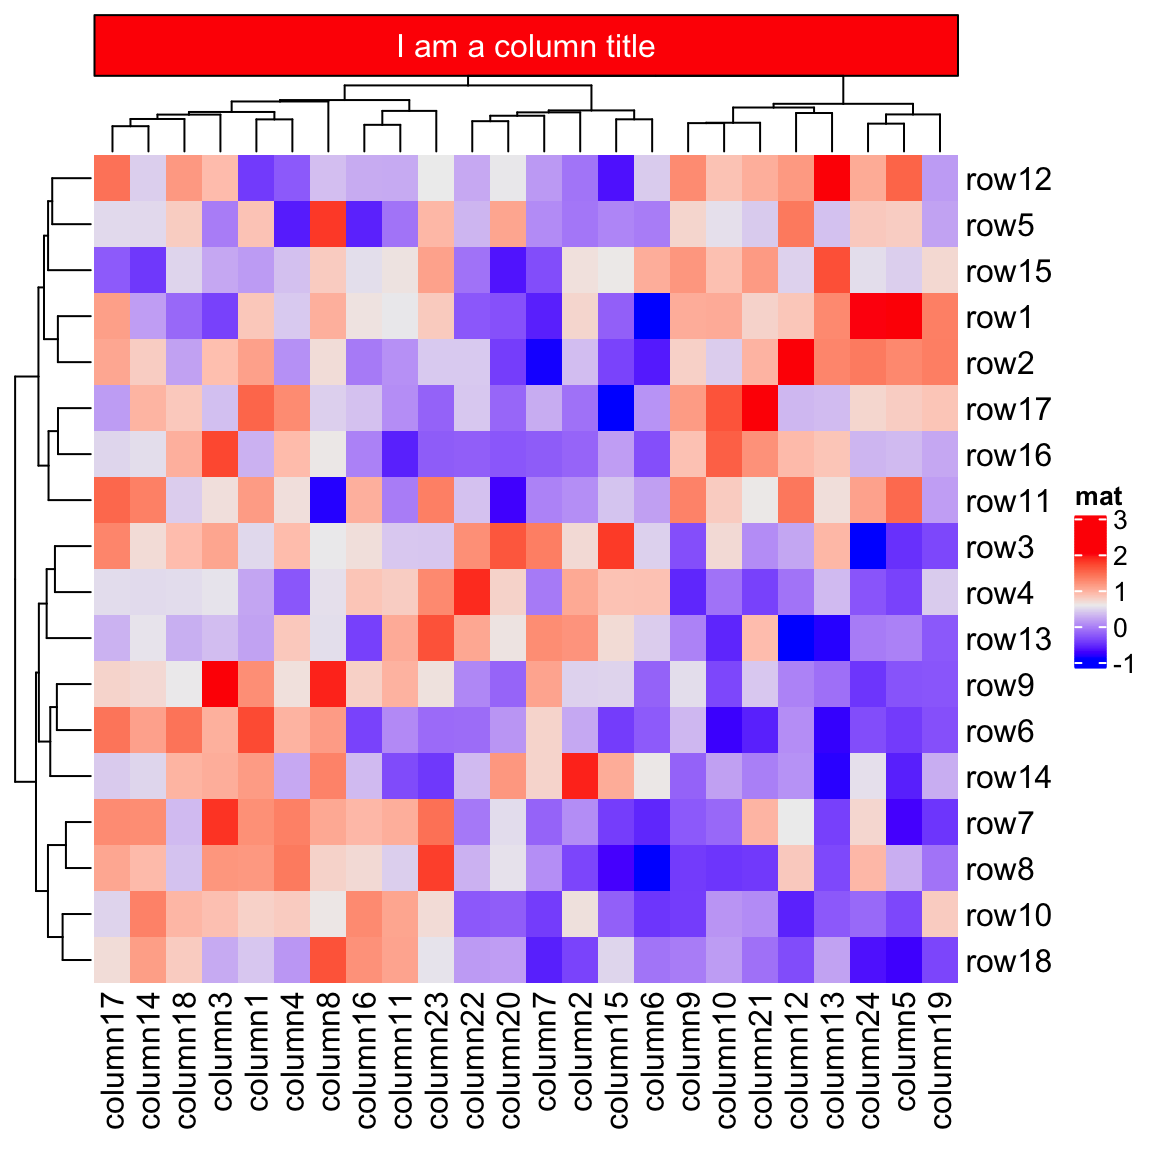 I am a column title
row12
row5
row15
row1
row2
row17
row16
row11
row3
row4
row13
row9
row6
row14
row7
row8
row10
row18
mat
3
2
1
0
-1
column17
column14
column18
column3
column1
column4
column8
column16
column11
column23
column22
column20
column7
column2
column15
column6
column9
column10
column21
column12
column13
column24
column5
column19